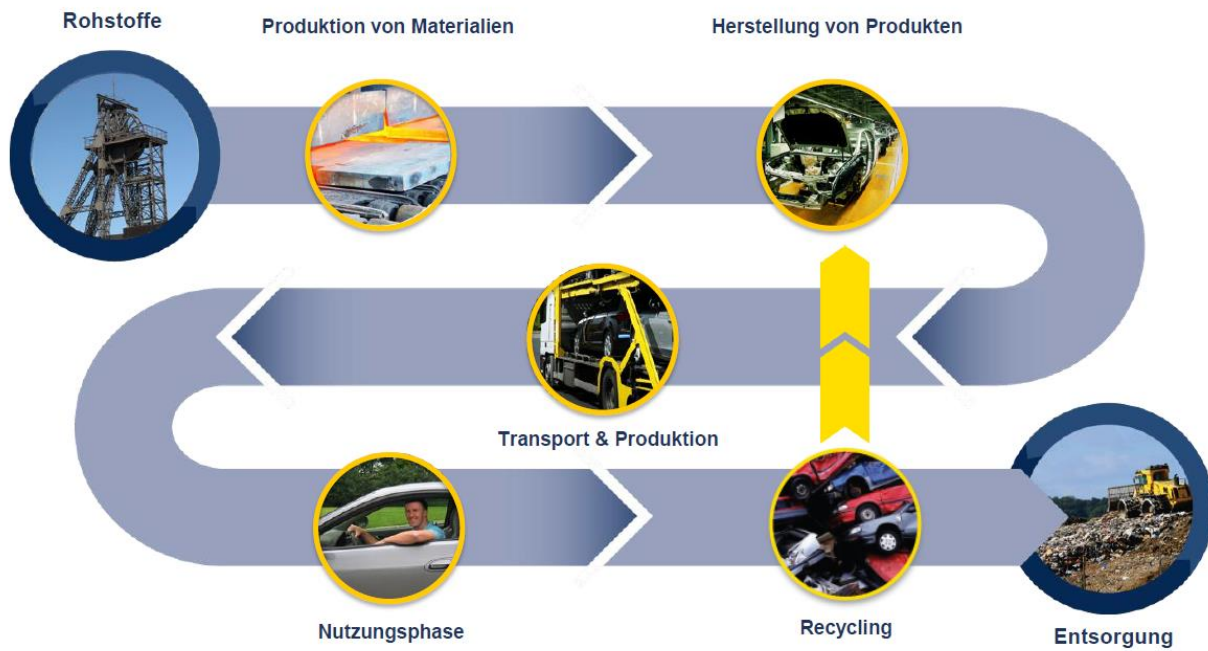 Rohstoffe
Produktion von Materialien
Herstellung von Produkten
Transport & Produktion
Nutzungsphase
Recycling
Entsorgung